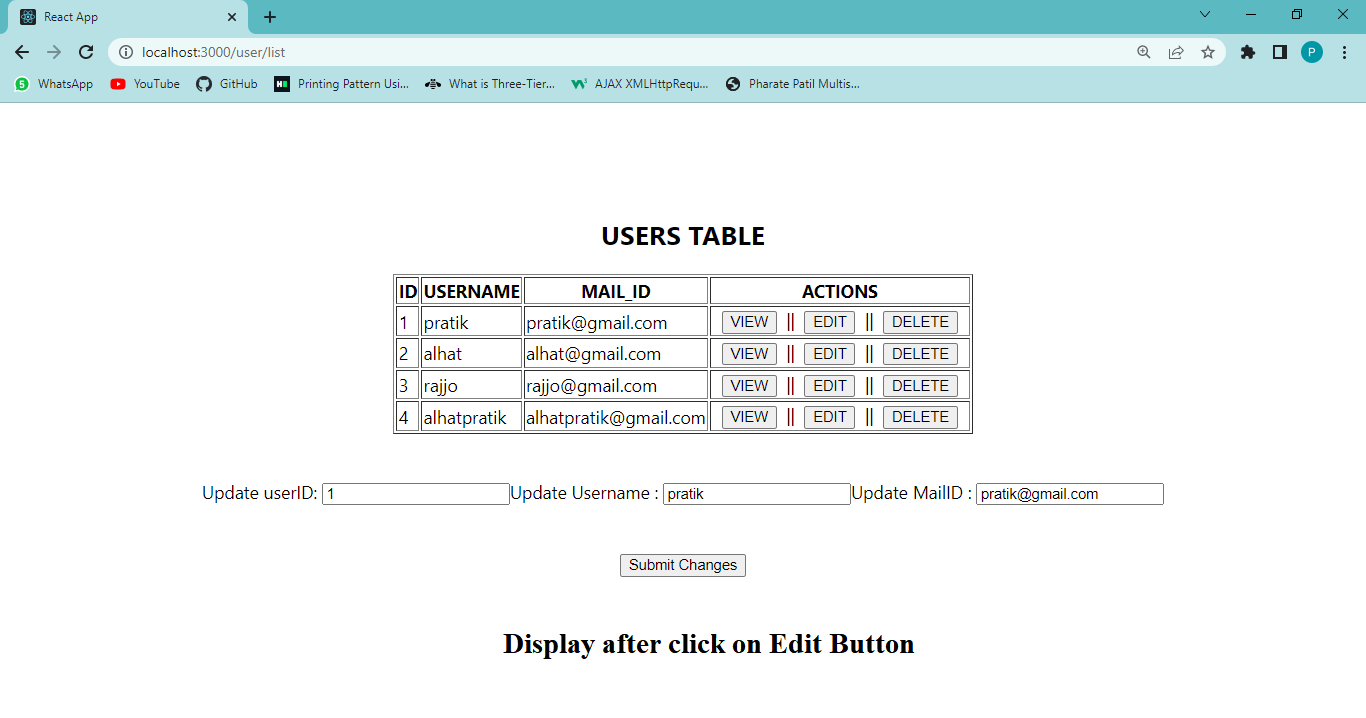 React App
localhost:3000/user/list
P
WhatsApp YouTube GitHub Printing Pattern Usi... What is Three-Tier... AJAX XMLHttpRequ... Pharate Patil Multis...
USERS TABLE
ID USERNAME MAIL_ID ACTIONS
1 pratik pratik@gmail.com VIEW || EDIT || DELETE
2 alhat alhat@gmail.com VIEW || EDIT || DELETE
3 rajjo rajjo@gmail.com VIEW || EDIT || DELETE
4 alhatpratik alhatpratik@gmail.com VIEW || EDIT || DELETE
Update userID: 1 Update Username : pratik Update MailID : pratik@gmail.com
Submit Changes
Display after click on Edit Button